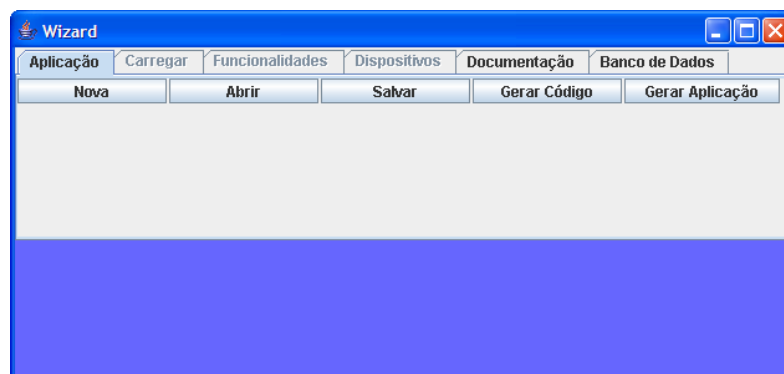 Wizard
Aplicação Carregar Funcionalidades Dispositivos Documentação Banco de Dados
Nova Abrir Salvar Gerar Código Gerar Aplicação